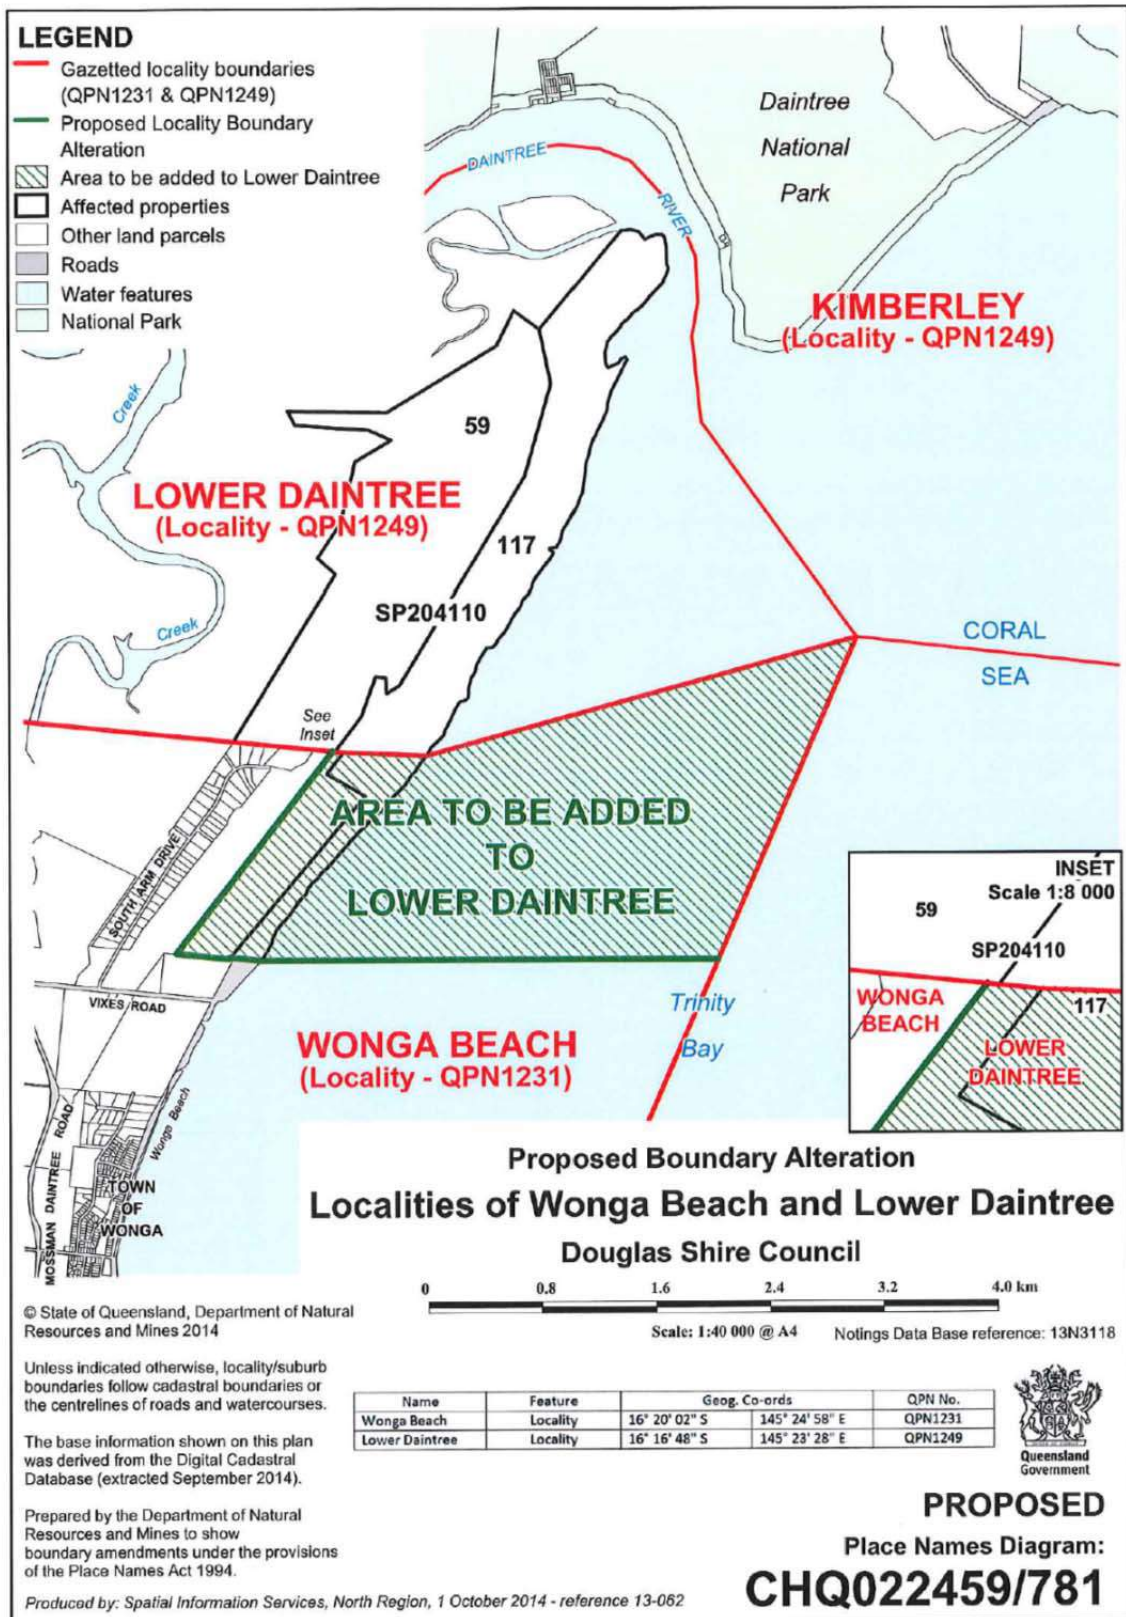 LEGEND
Gazetted locality boundaries
(QPN1231 & QPN1249)
Proposed Locality Boundary
Alteration
Area to be added to Lower Daintree
Affected properties
Other land parcels
Roads
Water features
National Park
Daintree
National
Park
DAINTREE
RIVER
KIMBERLEY
(Locality - QPN1249)
Creek
59
LOWER DAINTREE
(Locality - QPN1249)
117
SP204110
Creek
CORAL
SEA
See
Inset
AREA TO BE ADDED
TO
LOWER DAINTREE
SOUTH ARM DRIVE
VIXIES ROAD
Trinity
Bay
WONGA BEACH
(Locality - QPN1231)
INSET
Scale 1:8 000
59
SP204110
WONGA
BEACH
117
LOWER
DAINTREE
Wonga Beach
MOSSMAN DAINTREE ROAD
TOWN
OF
WONGA
Proposed Boundary Alteration
Localities of Wonga Beach and Lower Daintree
Douglas Shire Council
0 0.8 1.6 2.4 3.2 4.0 km
Scale: 1:40 000 @ A4 Notings Data Base reference: 13N3118
© State of Queensland, Department of Natural
Resources and Mines 2014
Unless indicated otherwise, locality/suburb
boundaries follow cadastral boundaries or
the centrelines of roads and watercourses.
The base information shown on this plan
was derived from the Digital Cadastral
Database (extracted September 2014).
Prepared by the Department of Natural
Resources and Mines to show
boundary amendments under the provisions
of the Place Names Act 1994.
Produced by: Spatial Information Services, North Region, 1 October 2014 - reference 13-062
Name Feature Geog. Co-ords QPN No.
Wonga Beach Locality 16° 20' 02" S 145° 24' 58" E QPN1231
Lower Daintree Locality 16° 16' 48" S 145° 23' 28" E QPN1249
Queensland
Government
PROPOSED
Place Names Diagram:
CHQ022459/781